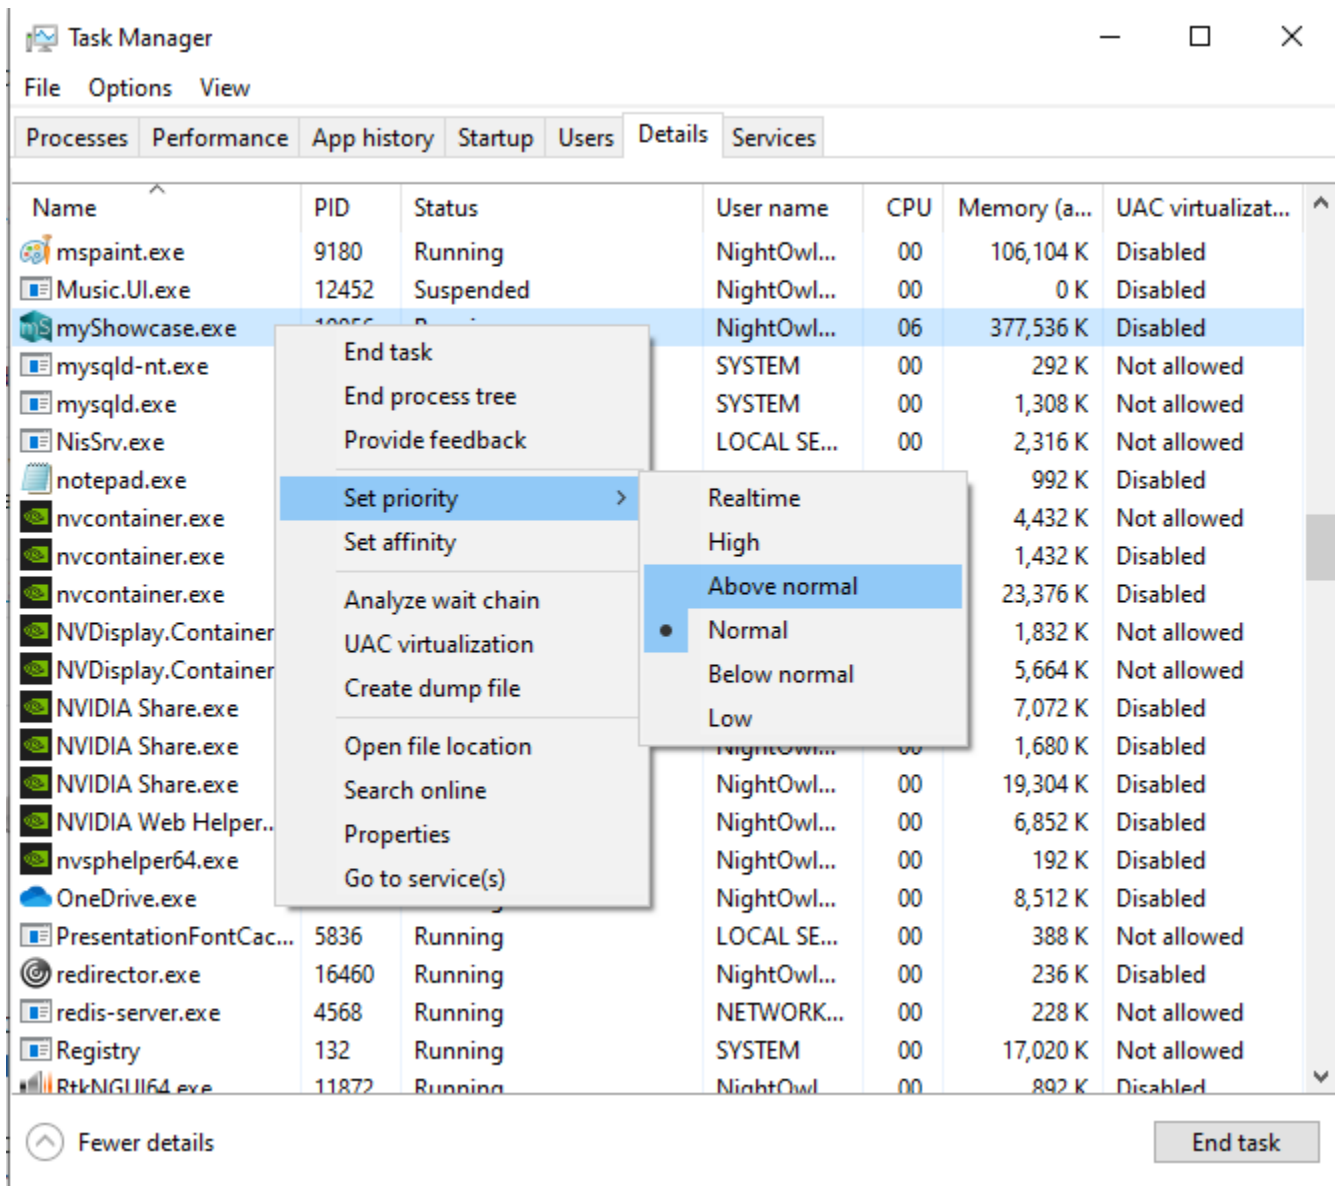 Task Manager
File Options View
Processes Performance App history Startup Users Details Services
Name PID Status User name CPU Memory (a... UAC virtualizat...
mspaint.exe 9180 Running NightOwl... 00 106,104 K Disabled
Music.UI.exe 12452 Suspended NightOwl... 00 0 K Disabled
myShowcase.exe NightOwl... 06 377,536 K Disabled
End task
mysqld-nt.exe SYSTEM 00 292 K Not allowed
End process tree
mysqld.exe SYSTEM 00 1,308 K Not allowed
Provide feedback
NisSrv.exe LOCAL SE... 00 2,316 K Not allowed
notepad.exe 992 K Disabled
Set priority Realtime
nvcontainer.exe 4,432 K Not allowed
Set affinity High
nvcontainer.exe 1,432 K Disabled
Above normal
nvcontainer.exe 23,376 K Disabled
Analyze wait chain
NVDisplay.Container 1,832 K Not allowed
UAC virtualization Normal
NVDisplay.Container 5,664 K Not allowed
Create dump file Below normal
NVIDIA Share.exe 7,072 K Disabled
Low
NVIDIA Share.exe NightOwl... 00 1,680 K Disabled
Open file location
NVIDIA Share.exe NightOwl... 00 19,304 K Disabled
Search online
NVIDIA Web Helper... NightOwl... 00 6,852 K Disabled
Properties
nvsphelper64.exe NightOwl... 00 192 K Disabled
Go to service(s)
OneDrive.exe NightOwl... 00 8,512 K Disabled
PresentationFontCac... 5836 Running LOCAL SE... 00 388 K Not allowed
redirector.exe 16460 Running NightOwl... 00 236 K Disabled
redis-server.exe 4568 Running NETWORK... 00 228 K Not allowed
Registry 132 Running SYSTEM 00 17,020 K Not allowed
RtkNGUI64.exe 11872 Running NightOwl... 00 892 K Disabled
Fewer details End task